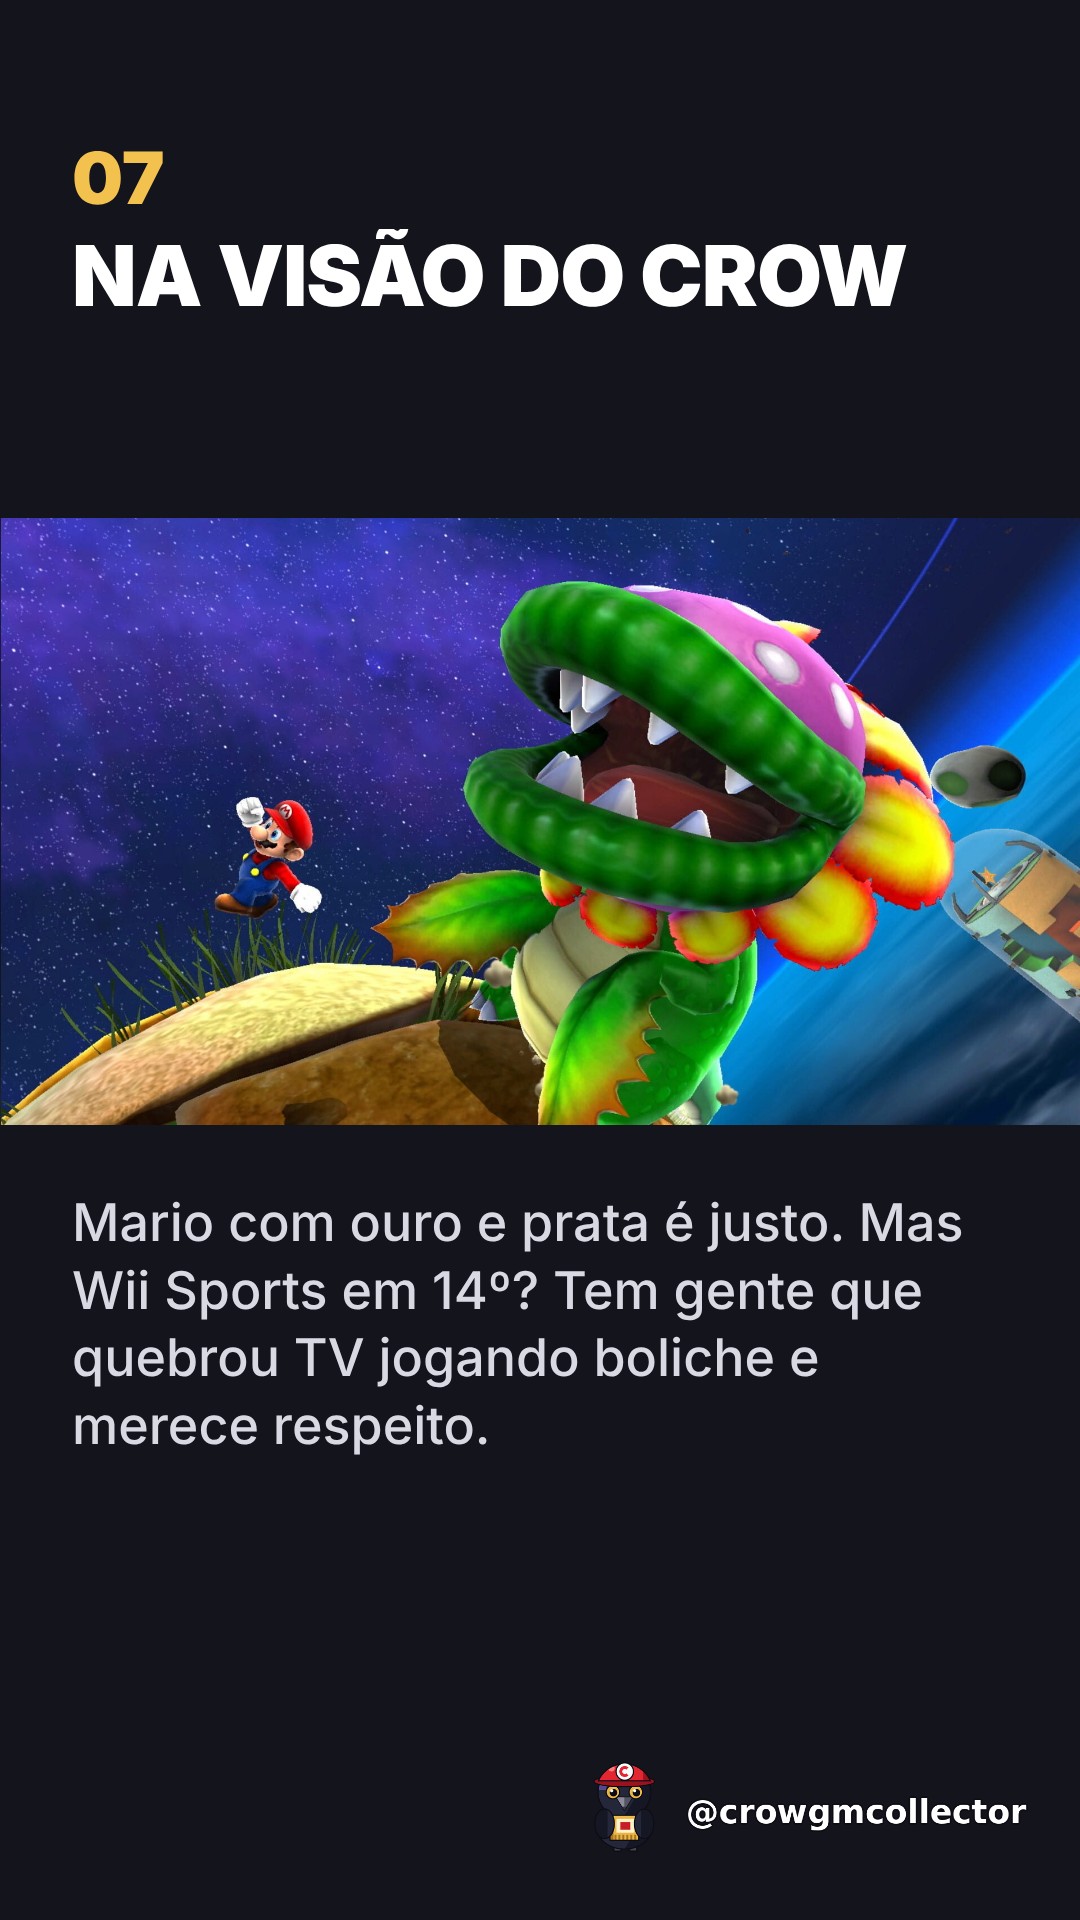 07
NA VISÃO DO CROW
Mario com ouro e prata é justo. Mas
Wii Sports em 14º? Tem gente que
quebrou TV jogando boliche e
merece respeito.
@crowgmcollector